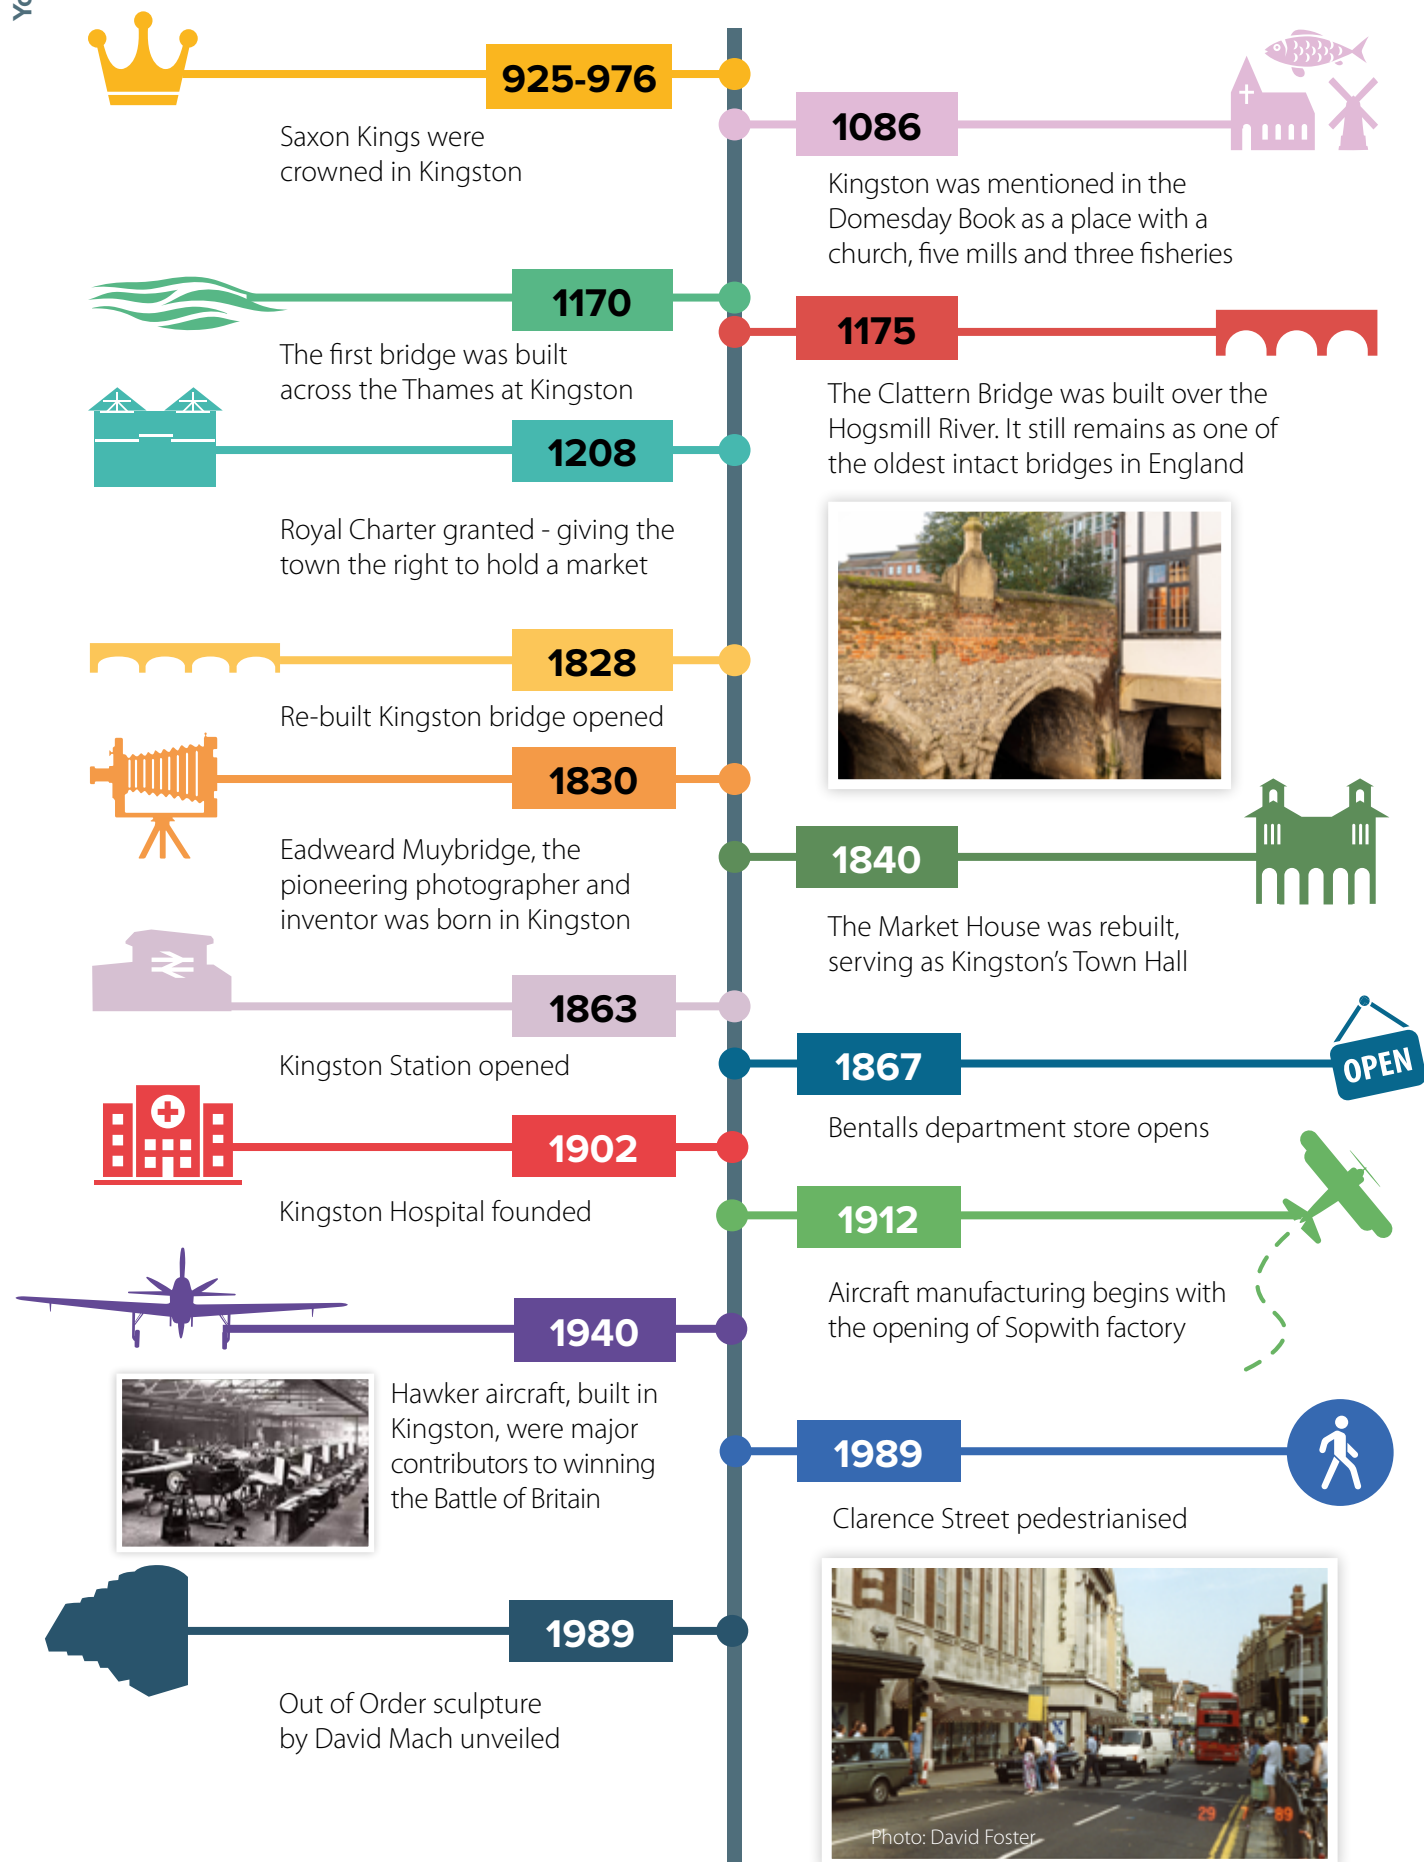 925-976
Saxon Kings were
crowned in Kingston
1086
Kingston was mentioned in the
Domesday Book as a place with a
church, five mills and three fisheries
1170
The first bridge was built
across the Thames at Kingston
1175
The Clattern Bridge was built over the
Hogsmill River. It still remains as one of
the oldest intact bridges in England
1208
Royal Charter granted - giving the
town the right to hold a market
1828
Re-built Kingston bridge opened
1830
Eadweard Muybridge, the
pioneering photographer and
inventor was born in Kingston
1840
The Market House was rebuilt,
serving as Kingston's Town Hall
1863
Kingston Station opened
1867
OPEN
Bentalls department store opens
1902
Kingston Hospital founded
1912
Aircraft manufacturing begins with
the opening of Sopwith factory
1940
Hawker aircraft, built in
Kingston, were major
contributors to winning
the Battle of Britain
1989
Clarence Street pedestrianised
1989
Out of Order sculpture
by David Mach unveiled
29 7 89
Photo: David Foster